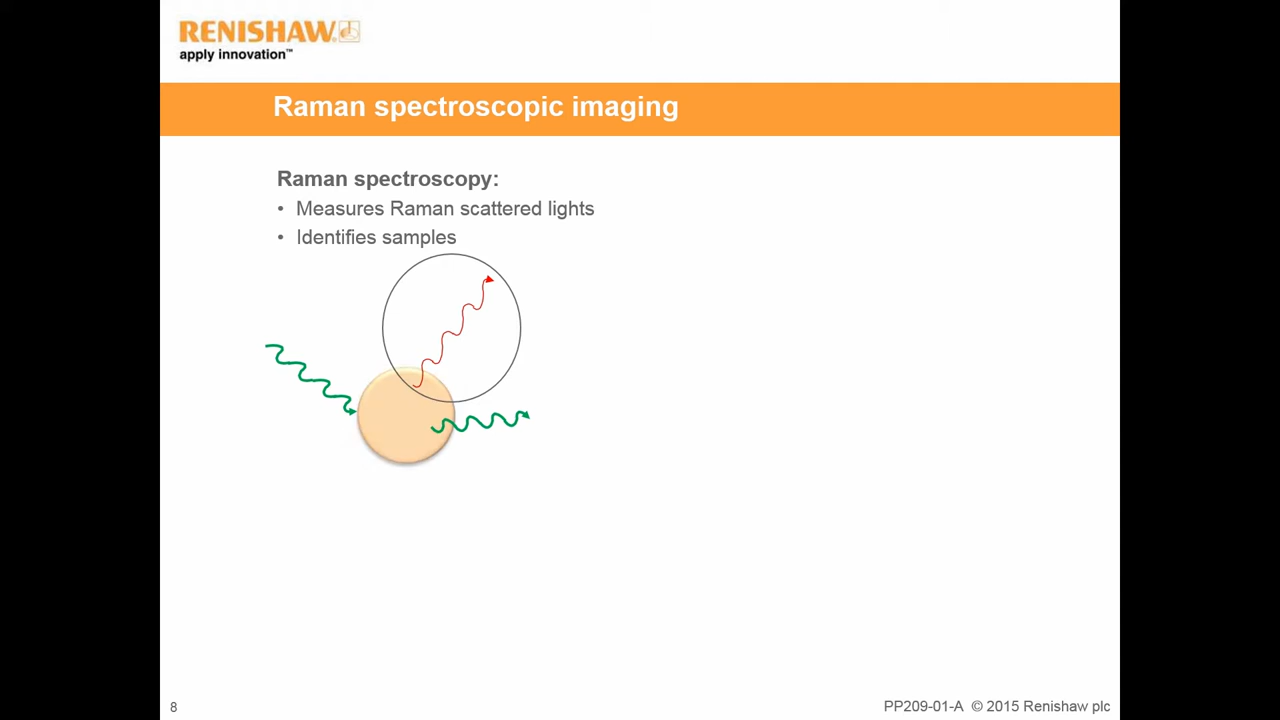 RENISHAW
apply innovation™
Raman spectroscopic imaging
Raman spectroscopy:
• Measures Raman scattered lights
• Identifies samples
8
PP209-01-A © 2015 Renishaw plc